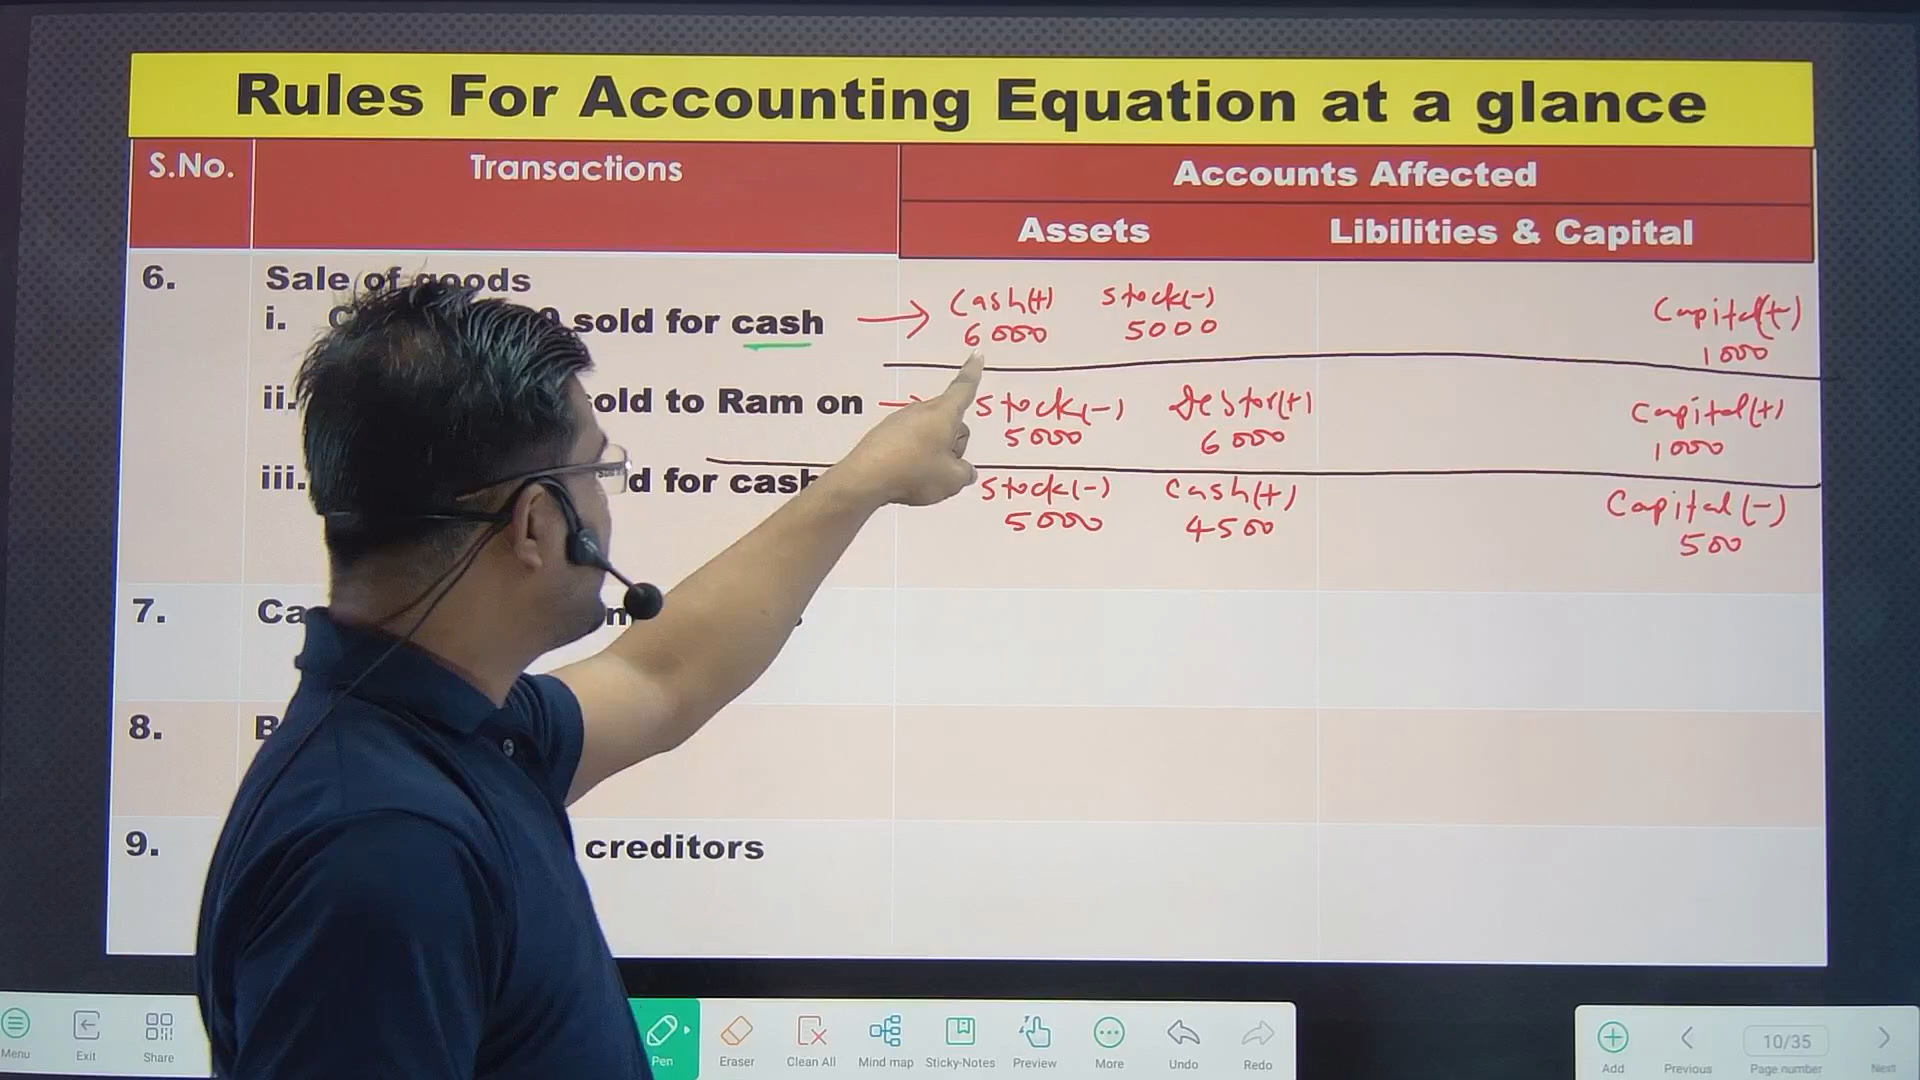 Rules For Accounting Equation at a glance
S.No. Transactions Accounts Affected
Assets Libilities & Capital
6. Sale of goods
i. sold for cash Cash(+) Stock(-) Capital(+)
6000 5000 1000
ii. sold to Ram on Stock(-) Debtor(+) Capital(+)
5000 6000 1000
iii. for cash Stock(-) Cash(+) Capital(-)
5000 4500 500
7.
8.
9. creditors
Menu Exit Share Pen Eraser Clean All Mind map Sticky-Notes Preview More Undo Redo Add Previous 10/35 Page number Next